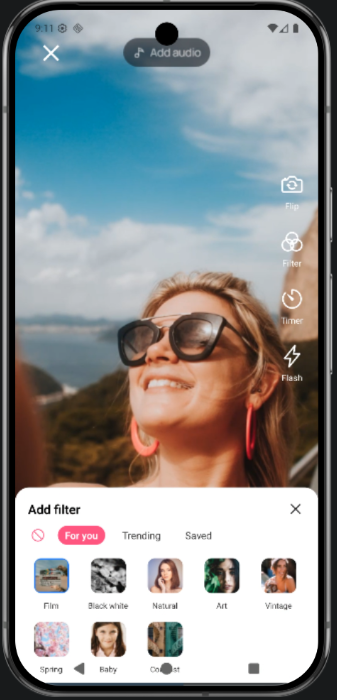 9:11
Add audio
Flip
Filter
Timer
Flash
Add filter
For you Trending Saved
Film Black white Natural Art Vintage
Spring Baby